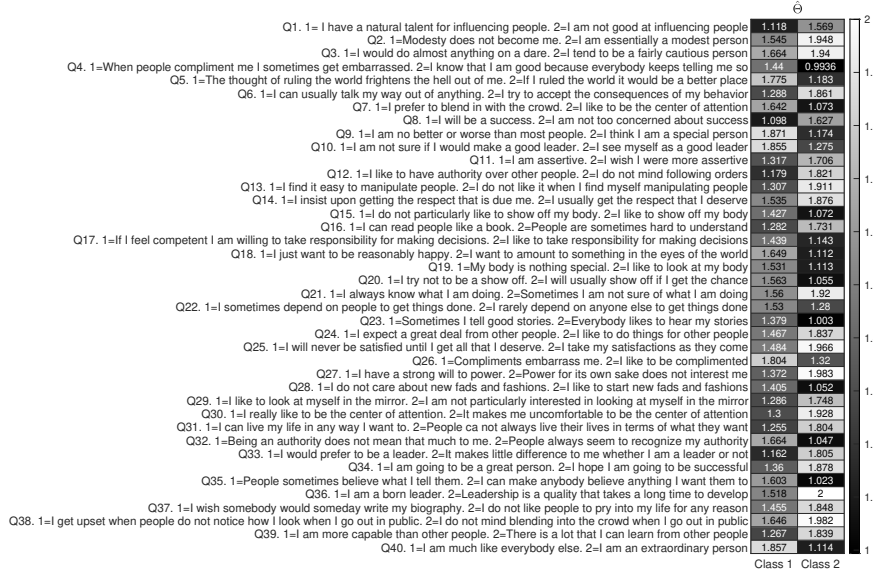 Θ̂
Q1. 1= I have a natural talent for influencing people. 2=I am not good at influencing people 1.118 1.569
Q2. 1=Modesty does not become me. 2=I am essentially a modest person 1.545 1.948
Q3. 1=I would do almost anything on a dare. 2=I tend to be a fairly cautious person 1.664 1.94
Q4. 1=When people compliment me I sometimes get embarrassed. 2=I know that I am good because everybody keeps telling me so 1.44 0.9936
Q5. 1=The thought of ruling the world frightens the hell out of me. 2=If I ruled the world it would be a better place 1.775 1.183
Q6. 1=I can usually talk my way out of anything. 2=I try to accept the consequences of my behavior 1.288 1.861
Q7. 1=I prefer to blend in with the crowd. 2=I like to be the center of attention 1.642 1.073
Q8. 1=I will be a success. 2=I am not too concerned about success 1.098 1.627
Q9. 1=I am no better or worse than most people. 2=I think I am a special person 1.871 1.174
Q10. 1=I am not sure if I would make a good leader. 2=I see myself as a good leader 1.855 1.275
Q11. 1=I am assertive. 2=I wish I were more assertive 1.317 1.706
Q12. 1=I like to have authority over other people. 2=I do not mind following orders 1.179 1.821
Q13. 1=I find it easy to manipulate people. 2=I do not like it when I find myself manipulating people 1.307 1.911
Q14. 1=I insist upon getting the respect that is due me. 2=I usually get the respect that I deserve 1.535 1.876
Q15. 1=I do not particularly like to show off my body. 2=I like to show off my body 1.427 1.072
Q16. 1=I can read people like a book. 2=People are sometimes hard to understand 1.282 1.731
Q17. 1=If I feel competent I am willing to take responsibility for making decisions. 2=I like to take responsibility for making decisions 1.439 1.143
Q18. 1=I just want to be reasonably happy. 2=I want to amount to something in the eyes of the world 1.649 1.112
Q19. 1=My body is nothing special. 2=I like to look at my body 1.531 1.113
Q20. 1=I try not to be a show off. 2=I will usually show off if I get the chance 1.563 1.055
Q21. 1=I always know what I am doing. 2=Sometimes I am not sure of what I am doing 1.56 1.92
Q22. 1=I sometimes depend on people to get things done. 2=I rarely depend on anyone else to get things done 1.53 1.28
Q23. 1=Sometimes I tell good stories. 2=Everybody likes to hear my stories 1.379 1.003
Q24. 1=I expect a great deal from other people. 2=I like to do things for other people 1.467 1.837
Q25. 1=I will never be satisfied until I get all that I deserve. 2=I take my satisfactions as they come 1.484 1.966
Q26. 1=Compliments embarrass me. 2=I like to be complimented 1.804 1.32
Q27. 1=I have a strong will to power. 2=Power for its own sake does not interest me 1.372 1.983
Q28. 1=I do not care about new fads and fashions. 2=I like to start new fads and fashions 1.405 1.052
Q29. 1=I like to look at myself in the mirror. 2=I am not particularly interested in looking at myself in the mirror 1.286 1.748
Q30. 1=I really like to be the center of attention. 2=It makes me uncomfortable to be the center of attention 1.3 1.928
Q31. 1=I can live my life in any way I want to. 2=People ca not always live their lives in terms of what they want 1.255 1.804
Q32. 1=Being an authority does not mean that much to me. 2=People always seem to recognize my authority 1.664 1.047
Q33. 1=I would prefer to be a leader. 2=It makes little difference to me whether I am a leader or not 1.162 1.805
Q34. 1=I am going to be a great person. 2=I hope I am going to be successful 1.36 1.878
Q35. 1=People sometimes believe what I tell them. 2=I can make anybody believe anything I want them to 1.603 1.023
Q36. 1=I am a born leader. 2=Leadership is a quality that takes a long time to develop 1.518 2
Q37. 1=I wish somebody would someday write my biography. 2=I do not like people to pry into my life for any reason 1.455 1.848
Q38. 1=I get upset when people do not notice how I look when I go out in public. 2=I do not mind blending into the crowd when I go out in public 1.646 1.982
Q39. 1=I am more capable than other people. 2=There is a lot that I can learn from other people 1.267 1.839
Q40. 1=I am much like everybody else. 2=I am an extraordinary person 1.857 1.114
Class 1 Class 2
2
1.
1.
1.
1.
1.
1.
1.
1.
1.
1